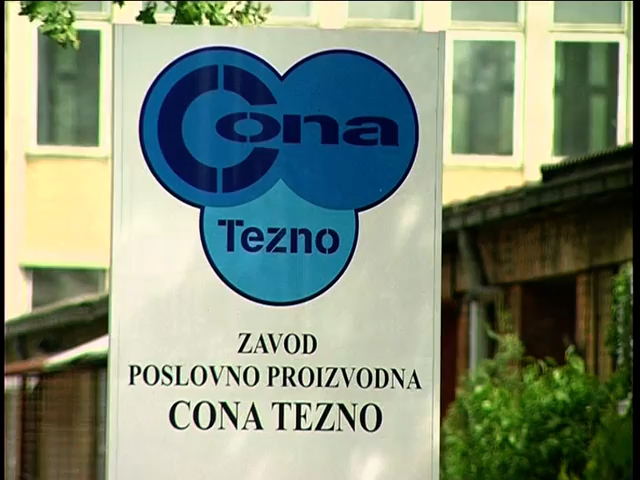 Cona
Tezno
ZAVOD
POSLOVNO PROIZVODNA
CONA TEZNO